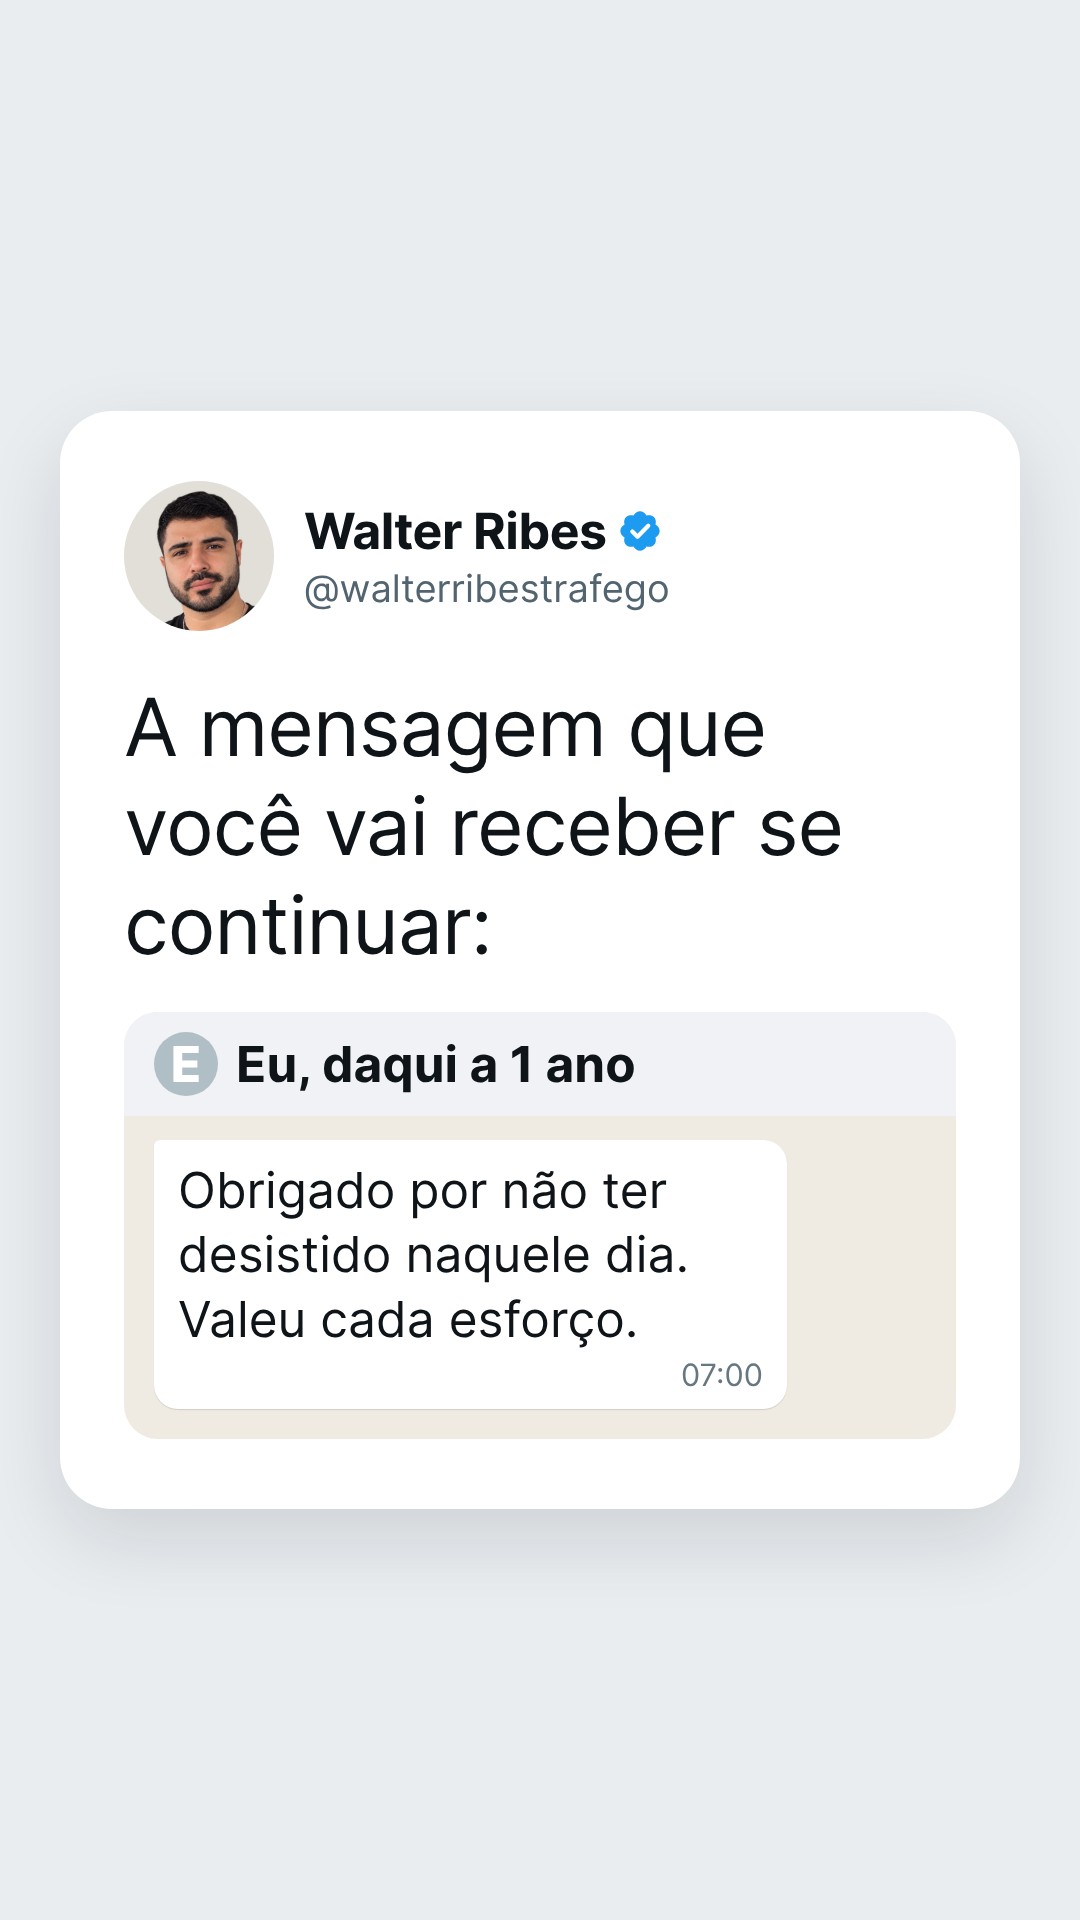 Walter Ribes
@walterribestrafego
A mensagem que
você vai receber se
continuar:
E Eu, daqui a 1 ano
Obrigado por não ter
desistido naquele dia.
Valeu cada esforço.
07:00